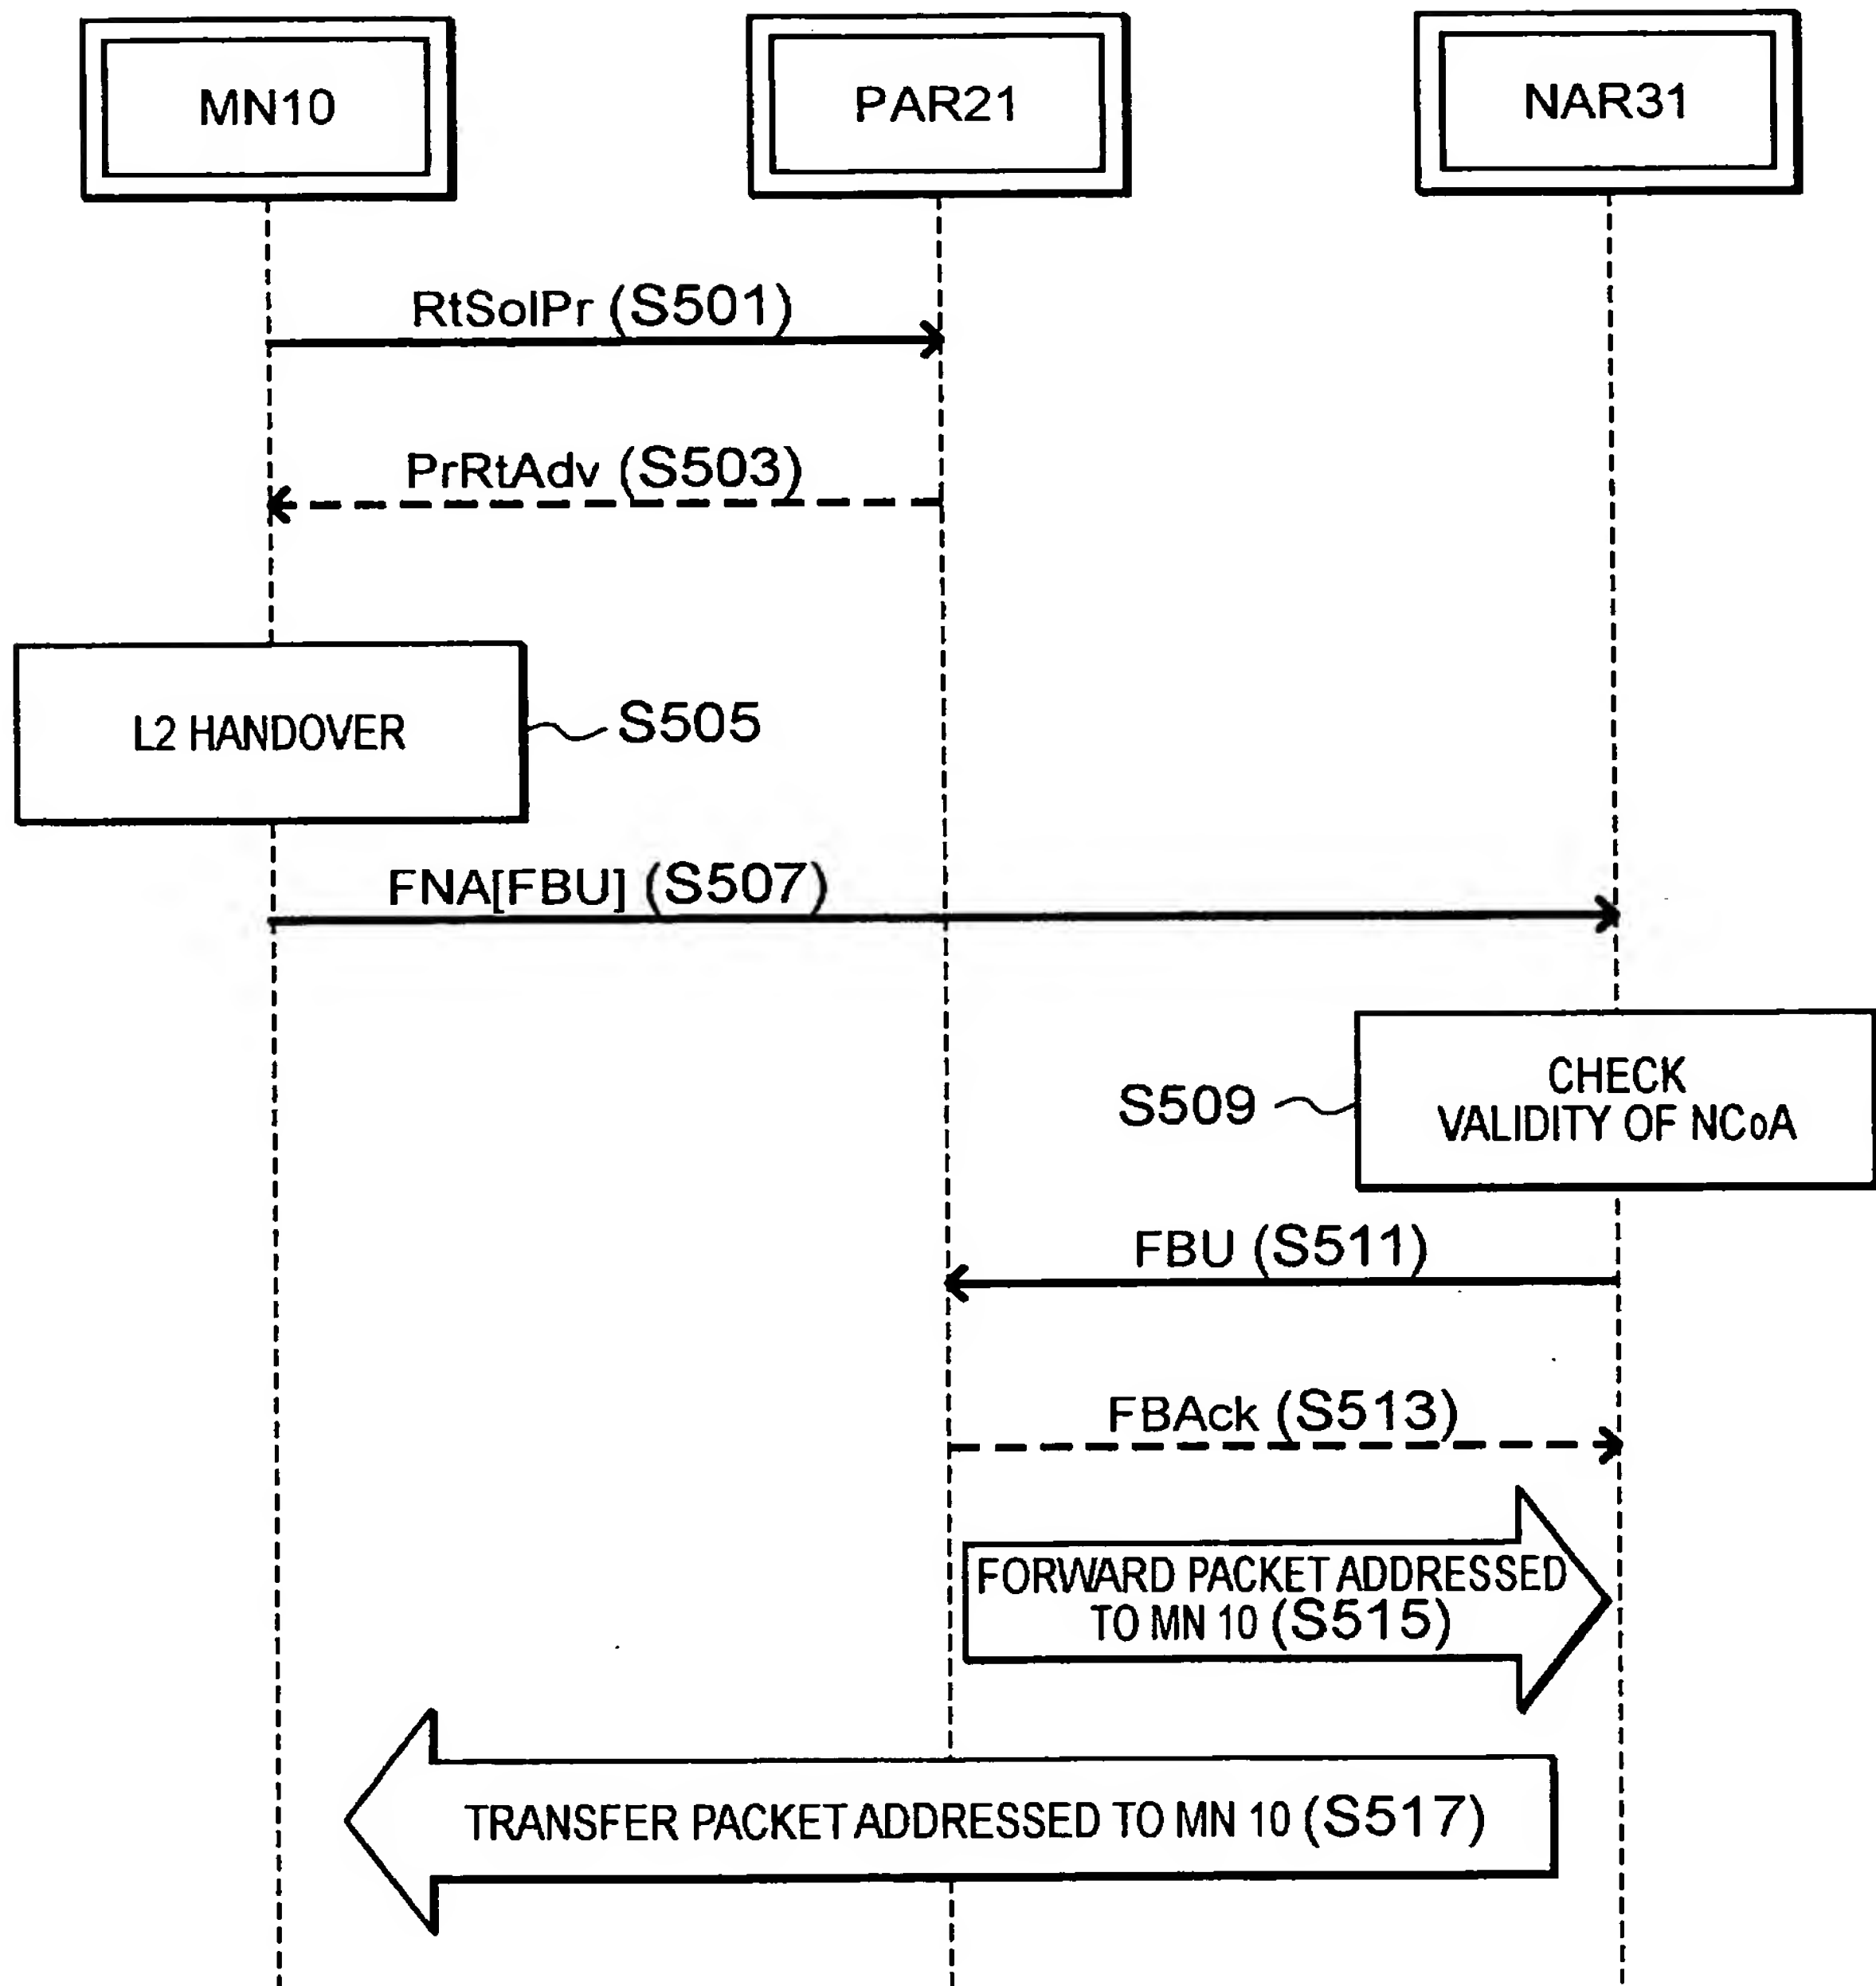 MN10
PAR21
NAR31
RtSolPr (S501)
PrRtAdv (S503)
L2 HANDOVER
S505
FNA[FBU] (S507)
S509
CHECK
VALIDITY OF NCoA
FBU (S511)
FBAck (S513)
FORWARD PACKET ADDRESSED
TO MN 10 (S515)
TRANSFER PACKET ADDRESSED TO MN 10 (S517)